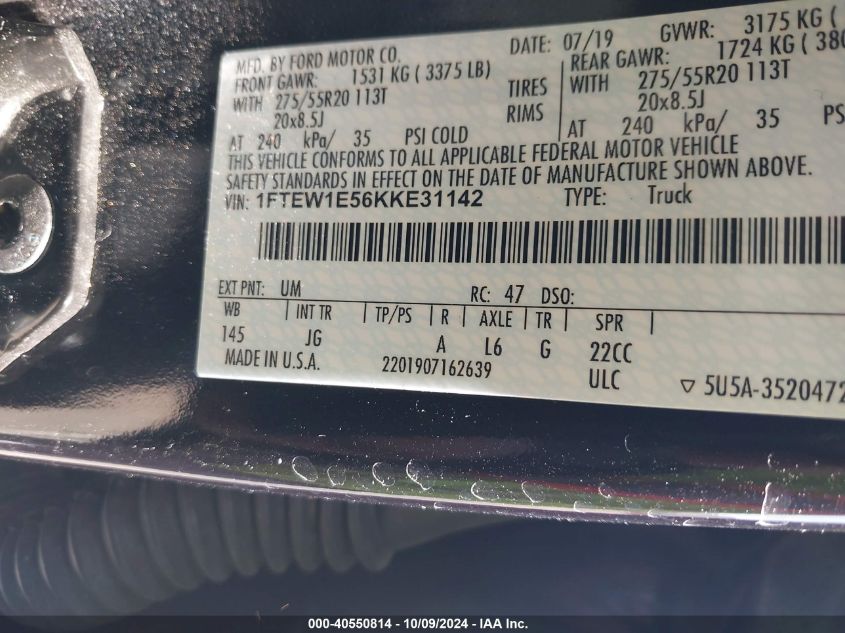 MFD. BY FORD MOTOR CO. DATE: 07/19 GVWR: 3175 KG (
FRONT GAWR: 1531 KG ( 3375 LB) REAR GAWR: 1724 KG ( 380
WITH 275/55R20 113T TIRES WITH 275/55R20 113T
20x8.5J RIMS 20x8.5J
AT 240 kPa/ 35 PSI COLD AT 240 kPa/ 35 PS
THIS VEHICLE CONFORMS TO ALL APPLICABLE FEDERAL MOTOR VEHICLE
SAFETY STANDARDS IN EFFECT ON THE DATE OF MANUFACTURE SHOWN ABOVE.
VIN: 1FTEW1E56KKE31142 TYPE: Truck
EXT PNT: UM RC: 47 DSO:
WB INT TR TP/PS R AXLE TR SPR
145 JG A L6 G 22CC
MADE IN U.S.A. 2201907162639 ULC
▽ 5U5A-3520472
000-40550814 - 10/09/2024 - IAA Inc.